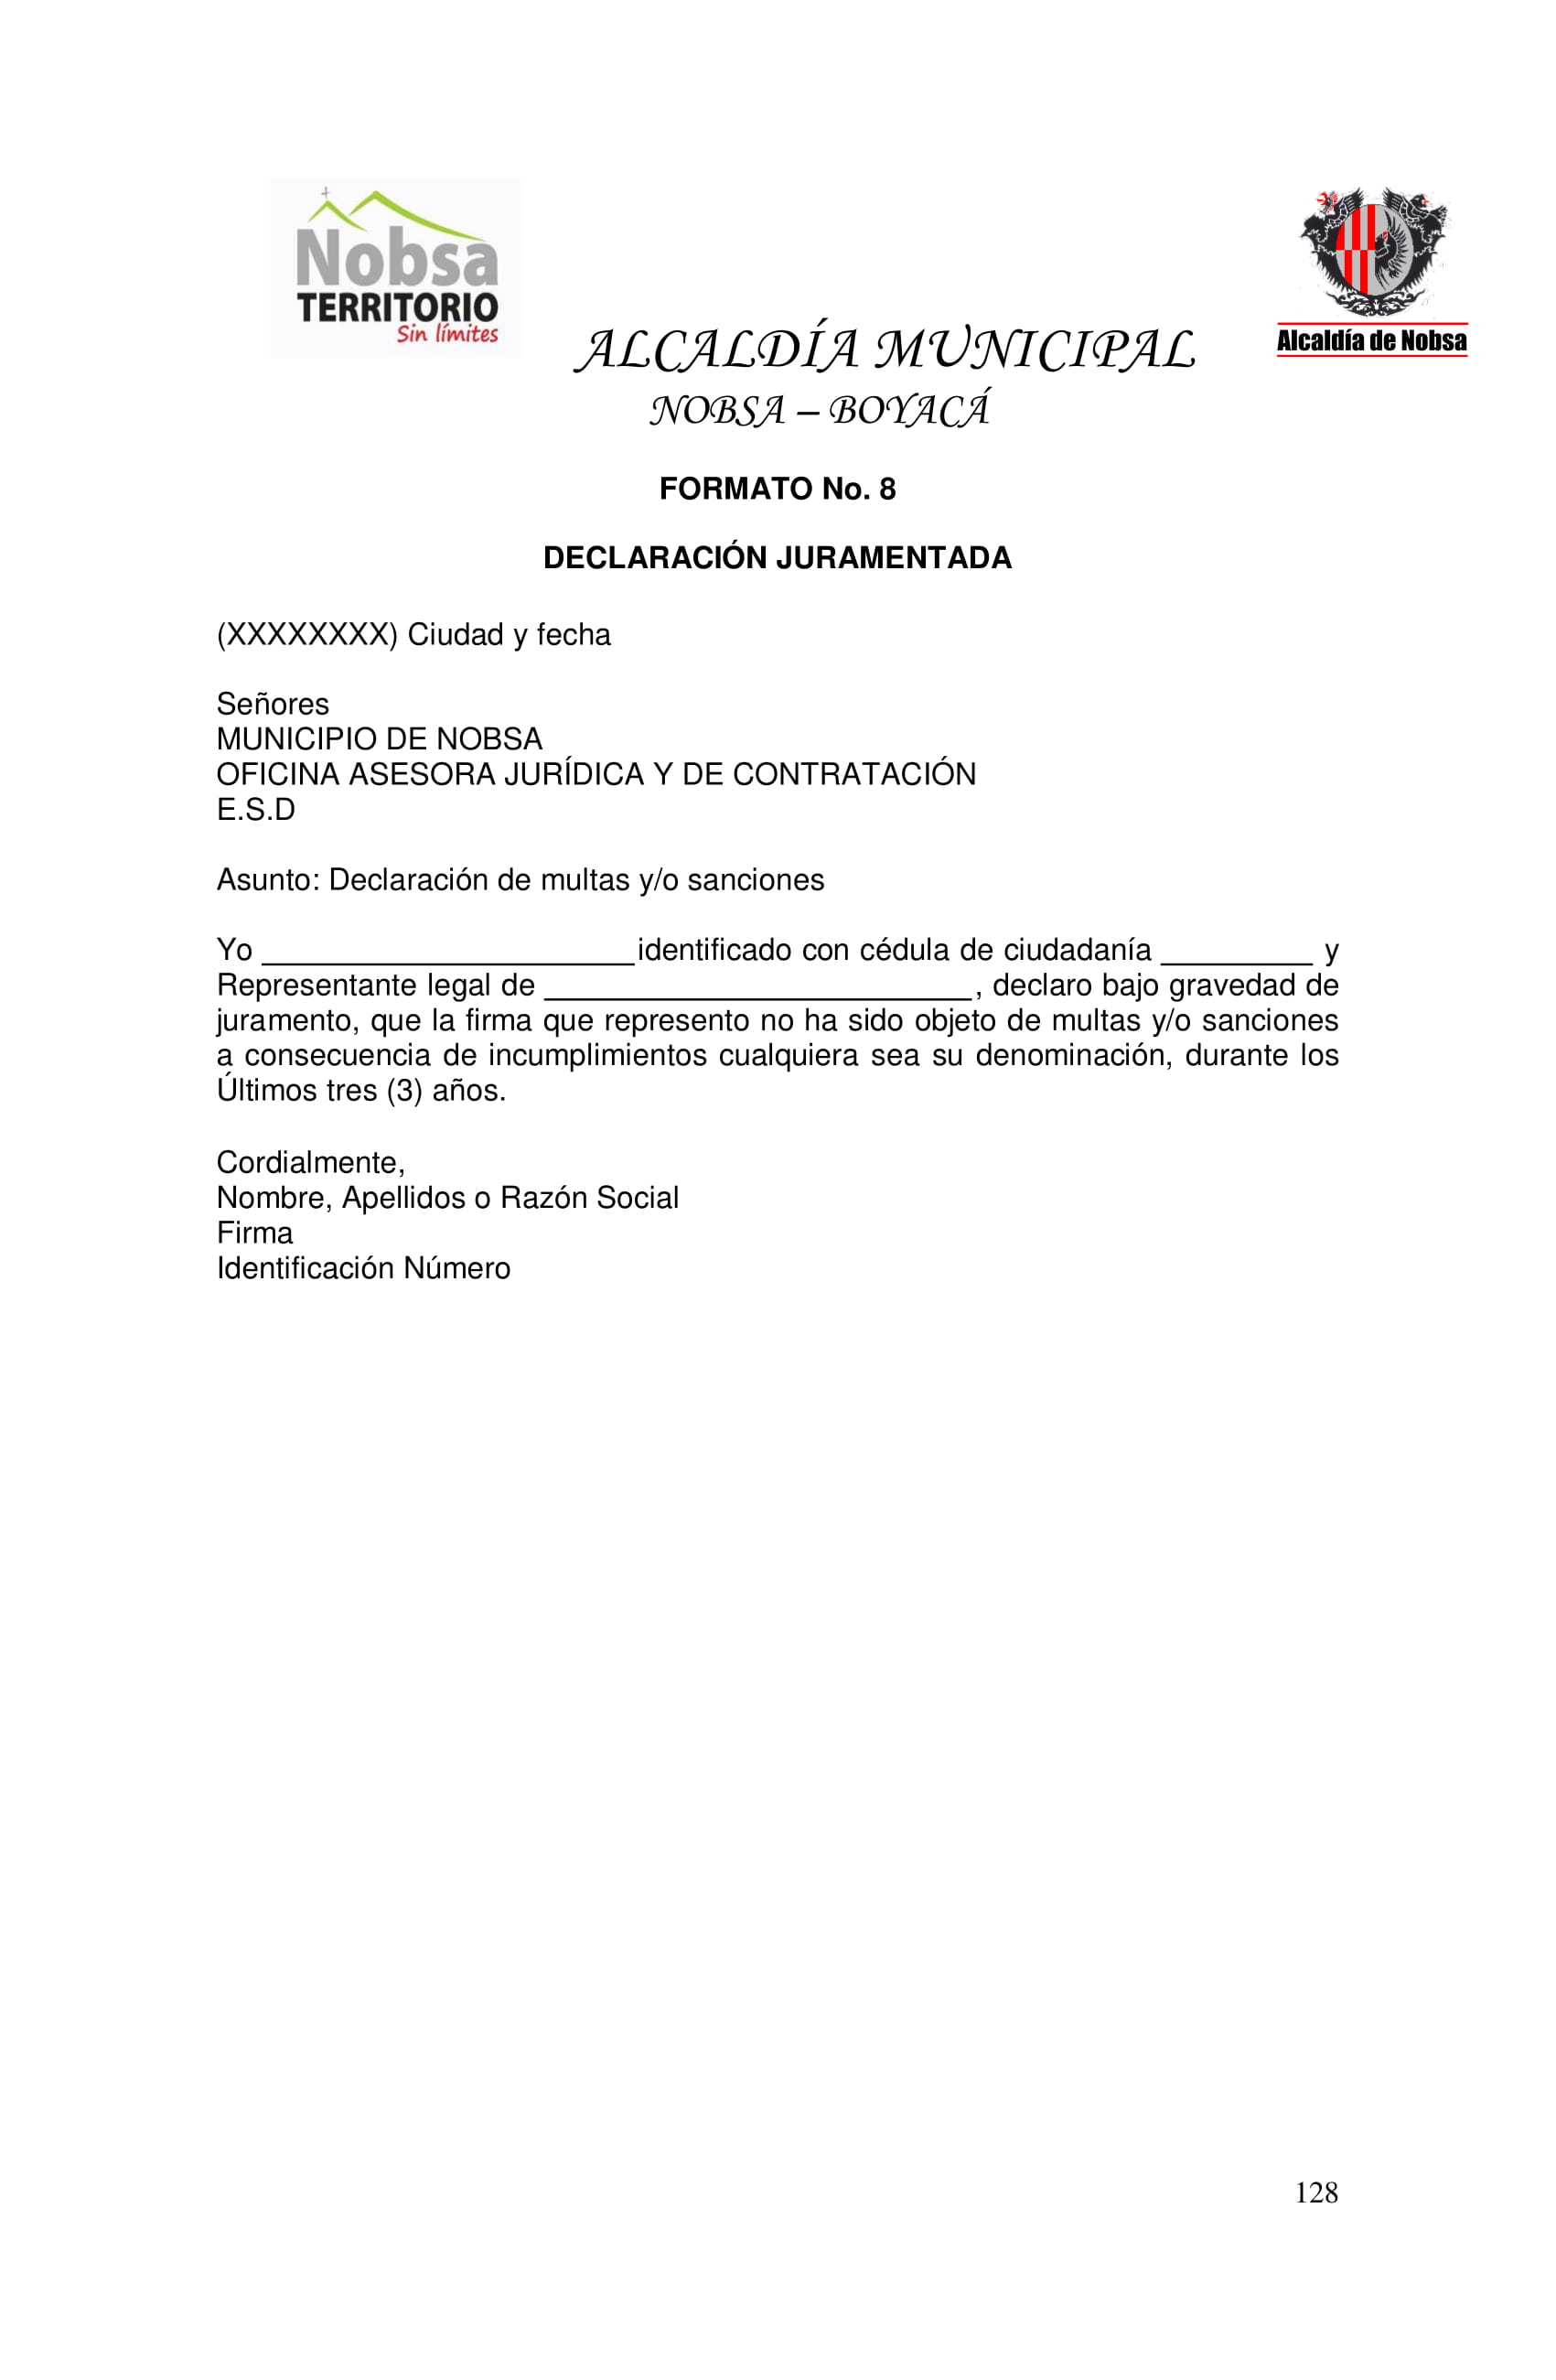 Nobsa
TERRITORIO
Sin límites
Alcaldía de Nobsa
ALCALDÍA MUNICIPAL
NOBSA – BOYACÁ
FORMATO No. 8
DECLARACIÓN JURAMENTADA
(XXXXXXXX) Ciudad y fecha
Señores
MUNICIPIO DE NOBSA
OFICINA ASESORA JURÍDICA Y DE CONTRATACIÓN
E.S.D
Asunto: Declaración de multas y/o sanciones
Yo ______________________identificado con cédula de ciudadanía _________ y
Representante legal de _________________________, declaro bajo gravedad de
juramento, que la firma que represento no ha sido objeto de multas y/o sanciones
a consecuencia de incumplimientos cualquiera sea su denominación, durante los
Últimos tres (3) años.
Cordialmente,
Nombre, Apellidos o Razón Social
Firma
Identificación Número
128